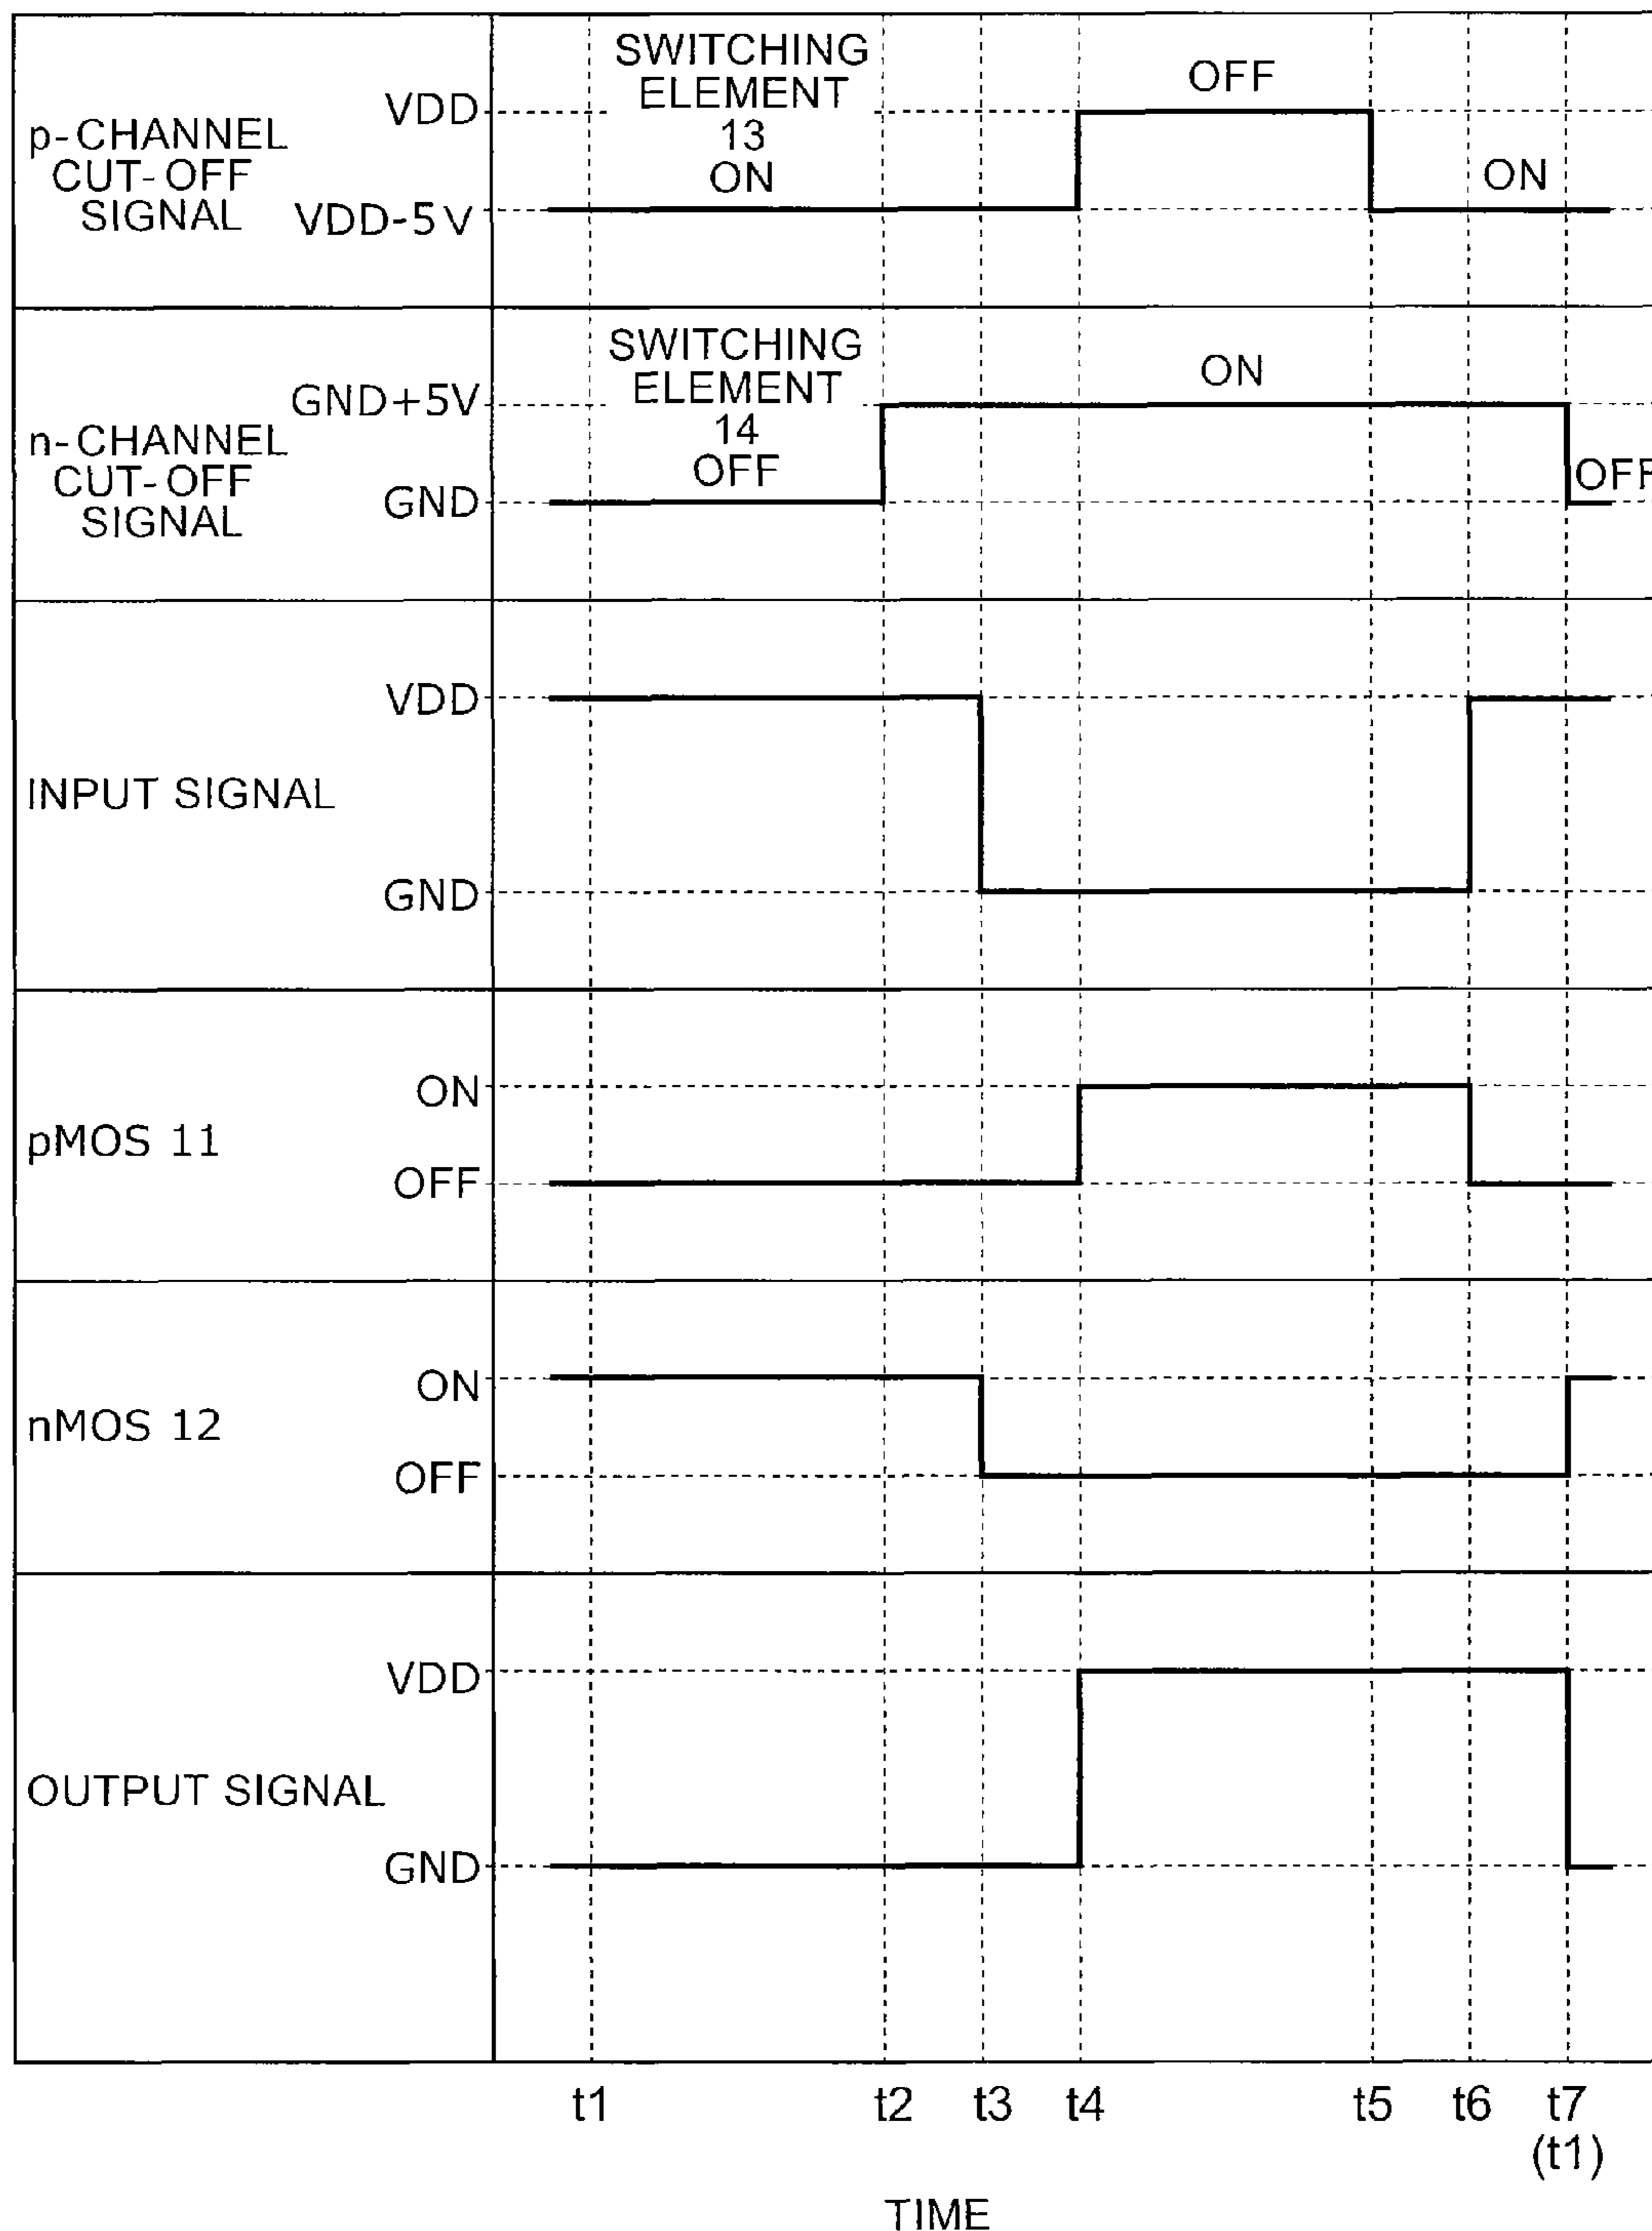 p-CHANNEL
CUT-OFF
SIGNAL
VDD
VDD-5V
SWITCHING
ELEMENT
13
ON
OFF
ON
n-CHANNEL
CUT-OFF
SIGNAL
GND+5V
GND
SWITCHING
ELEMENT
14
OFF
ON
OFF
INPUT SIGNAL
VDD
GND
pMOS 11
ON
OFF
nMOS 12
ON
OFF
OUTPUT SIGNAL
VDD
GND
t1 t2 t3 t4 t5 t6 t7
(t1)
TIME